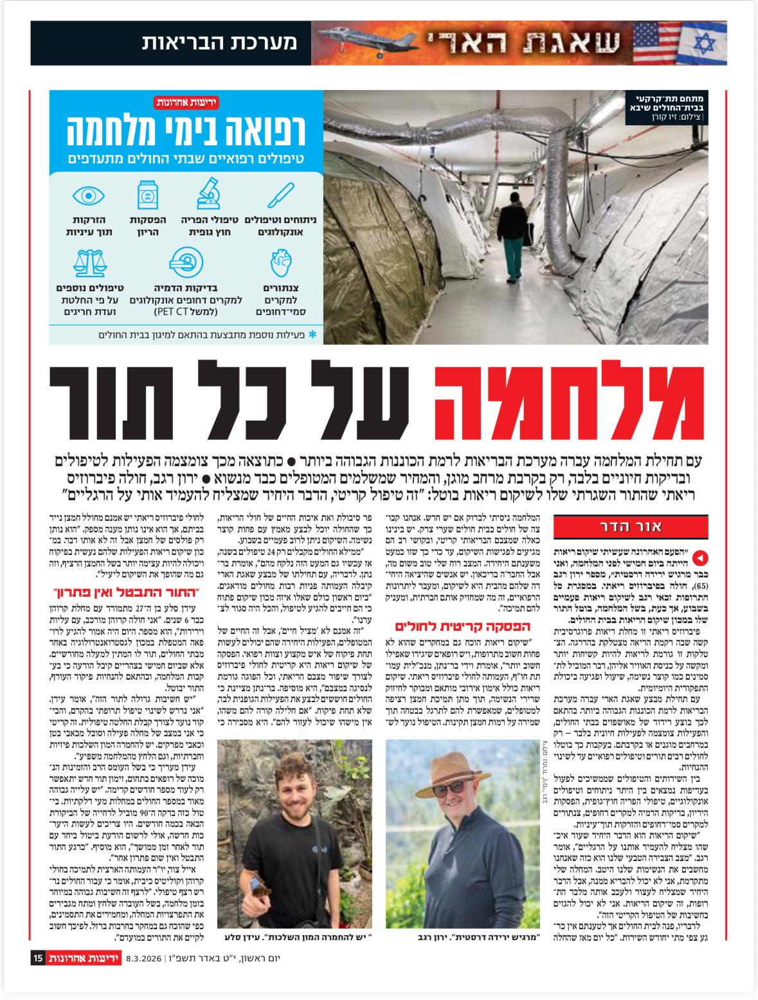 שאגת הארי
מערכת הבריאות
מתחם תת־קרקעי
בבית־החולים שיבא
| צילום: זיו קורן
ידיעות אחרונות
רפואה בימי מלחמה
טיפולים רפואיים שבתי החולים מתעדפים
ניתוחים וטיפולים
אונקולוגים
טיפולי הפריה
חוץ גופית
הפסקות
הריון
הזרקות
תוך עיניות
צנתורים
למקרים
סמי־דחופים
בדיקות הדמיה
למקרים דחופים אונקולוגים
(למשל PET CT)
טיפולים נוספים
על פי החלטת
ועדת חריגים
* פעילות נוספת מתבצעת בהתאם למיגון בבית החולים
מלחמה על כל תור
עם תחילת המלחמה עברה מערכת הבריאות לרמת הכוננות הגבוהה ביותר ● כתוצאה מכך צומצמה הפעילות לטיפולים
ובדיקות חיוניים בלבד, רק בקרבת מרחב מוגן, והמחיר שמשלמים המטופלים כבד מנשוא ● ירון רגב, חולה פיברוזיס
ריאתי שהתור השגרתי שלו לשיקום ריאות בוטל: "זה טיפול קריטי, הדבר היחיד שמצליח להעמיד אותי על הרגליים"
אור הדר
"הפעם האחרונה שעשיתי שיקום ריאות
הייתה ביום חמישי לפני המלחמה, ואני
כבר מרגיש ירידה דרסטית", מספר ירון רגב
(65), חולה בפיברוזיס ריאתי. במסגרת סל
התרופות זכאי רגב לשיקום ריאות פעמיים
בשבוע, אך כעת, בשל המלחמה, בוטל התור
שלו במכון שיקום הריאות בבית החולים.
פיברוזיס ריאתי זו מחלת ריאות פרוגרסיבית
קשה שבה רקמת הריאה מצטלקת בהדרגה. הצ־
טלקות זו גורמת לריאות להיות קשיחות יותר
ומקשה על כניסת האוויר אליהן, דבר המוביל לת־
סמינים כמו קוצר נשימה, שיעול ופגיעה ביכולת
התפקודית היומיומית.
עם תחילת מבצע שאגת הארי עברה מערכת
הבריאות לרמת הכוננות הגבוהה ביותר. בהתאם
לכך בוצע רידוד של מאושפזים בבתי החולים,
והפעילות צומצמה לפעילות חיונית בלבד – רק
במרחבים מוגנים או בקרבתם. בעקבות כך בוטלו
לחולים רבים תורים וטיפולים רפואיים עד לשינוי
ההנחיות.
בין השירותים והטיפולים שממשיכים לפעול
בעדיפות נמצאים בין היתר ניתוחים וטיפולים
אונקולוגיים, טיפולי הפריה חוץ־גופית, הפסקות
היריון, בדיקות הדמיה למקרים דחופים, צנתורים
למקרים סמי־דחופים והזרקות תוך־עיניות.
"שיקום הריאות הוא הדבר היחיד שעוד איכ־
שהו מצליח להעמיד אותנו על הרגליים", אומר
רגב. "מצב הצבירה הטבעי שלנו הוא כזה שאנחנו
מחשבים את הנשימות שלנו היטב. המחלה שלי
מתקדמת, אני לא יכול להבריא ממנה, אבל הדבר
היחיד שמצליח לעצור ולעכב אותה מלבד הת־
רופות, זה שיקום הריאות. אני לא יכול להגזים
בחשיבות של הטיפול הקריטי הזה".
לדבריו, פנה לבית החולים אך לטענתם אין כר־
גע צפי מתי יחודש השירות. "כל יום מאז שהחלה
המלחמה ניסיתי לבדוק אם יש חדש. אנחנו קבו־
צה של חולים בבית חולים שערי צדק. יש בינינו
כאלה שמצבם הבריאותי קריטי, ובקושי רב הם
מגיעים לפגישות השיקום, עד כדי כך שזו כמעט
משענתם היחידה. המצב רוח שלי טוב משום מה,
אבל החבר'ה בדיכאון. יש אנשים שהיציאה היחי־
דה שלהם מהבית היא לשיקום, ומעבר ליתרונות
הרפואיים, זה מה שמחזיק אותם חברתית, ומעניק
להם תמיכה".
הפסקה קריטית לחולים
"שיקום ריאות הוכח גם במחקרים שהוא לא
פחות חשוב מתרופות, ויש רופאים שיגידו שאפילו
חשוב יותר", אומרת וידי בר־נתן, מנכ"לית עמו־
תת חו"ף, העמותה לחולי פיברוזיס ריאתי. שיקום
ריאות כולל אימון אירובי מותאם ומבוקר לחיזוק
שרירי הנשימה, תוך מתן תמיכת חמצן רציפה
למטופלים, שמאפשרת להם לתרגל בבטחה תוך
שמירה על רמות חמצן תקינות. הטיפול נועד לש־
פר סיבולת ואת איכות החיים של חולי הריאות,
כך שהחולה יוכל לבצע מאמץ עם פחות קוצר
נשימה. השיקום ניתן לרוב פעמיים בשבוע.
"ממילא החולים מקבלים רק 24 טיפולים בשנה,
אז עכשיו גם המעט הזה נלקח מהם", אומרת בר־
נתן. לדבריה, עם תחילתו של מבצע שאגת הארי
קיבלה העמותה פניות רבות מחולים מודאגים.
"ביום ראשון כולם שאלו איזה מכון שיקום פתוח
כי הם חייבים להגיע לטיפול, והכל היה סגור לצ־
ערנו".
"זה אמנם לא 'מציל חיים', אבל זה החיים של
המטופלים, הפעילות היחידה שהם יכולים לעשות
תחת פיקוח של איש מקצוע וצוות רפואי. הפסקה
של שיקום ריאות היא קריטית לחולי פיברוזיס
לצורך שיפור מצבם הריאתי, וכל הפוגה גורמת
לנסיגה במצבם", היא מוסיפה. בר־נתן מציינת כי
החולים חוששים לבצע את הפעילות הגופנית לבד,
שלא תחת פיקוח. "אם חלילה קורה להם משהו,
אין מישהו שיכול לעזור להם". היא מסבירה כי
לחולי פיברוזיס ריאתי יש אמנם מחולל חמצן נייד
בביתם, אך הוא אינו נותן מענה מספק. "הוא נותן
רק פולסים של חמצן אבל זה לא אותו דבר. במ־
כון שיקום ריאות הפעילות שלהם נעשית בפיקוח
ויכולה להיות עצימה יותר בשל החמצן הרציף, וזה
גם מה שהופך את השיקום ליעיל".
"התור התבטל ואין פתרון"
עידן סלע בן ה־27 מתמודד עם מחלת קרוהן
כבר 6 שנים. "אני חולה קרוהן מורכב, עם עליות
וירידות", הוא מספר. היום היה אמור להגיע לרו־
פאה המטפלת במכון לגסטרואנטרולוגיה באחד
מבתי החולים, תור לו המתין למעלה מחודשיים.
אלא שביום חמישי בצהריים קיבל הודעה כי בע־
קבות המלחמה, ובהתאם להנחיות פיקוד העורף,
התור יבוטל.
"יש חשיבות גדולה לתור הזה", אומר עידן.
"אני נדרש לשינוי טיפול תרופתי בהקדם, והבי־
קור נועד לצורך קבלת החלטה טיפולית. זה קריטי
כי אני במצב של מחלה פעילה וסובל מכאבי בטן
וכאבי מפרקים. יש להחמרה המון השלכות פיזיות
וחברתיות, וגם הלחץ מהמלחמה משפיע".
עידן מעריך כי בשל העומס הרב והזמינות הנ־
מוכה של רופאים בתחום, זימון תור חדש יתאפשר
רק לעוד מספר חודשים קדימה. "יש עלייה גבוהה
מאוד במספר החולים במחלות מעי דלקתיות. בי־
טול כזה בדקה ה־90 מוביל לדחייה של הביקורת
הבאה בכמה חודשים. היו צריכים לעשות היער־
כות חדשה, אולי לרשום הודעת ביטול ביחד עם
תור לאחר זמן ממושך", הוא מוסיף. "כרגע התור
התבטל ואין שום פתרון אחר".
אייל צור, יו"ר העמותה הארצית לתמיכה בחולי
קרוהן וקוליטיס כיבית, אומר כי עבור החולים נד־
רש רצף טיפולי. "לרצף זה חשיבות גבוהה במיוחד
בזמן מלחמה, בשל העובדה שלחץ ומתח מגבירים
את התפרצויות המחלה, ומחמירים את התסמינים,
כפי שהוכח גם במחקר בחרבות ברזל. לפיכך חשוב
לקיים את התורים במועדם".
צילום: נמרוד "נימי" רגב
"מרגיש ירידה דרסטית". ירון רגב
" יש להחמרה המון השלכות". עידן סלע
יום ראשון, י"ט באדר תשפ"ו | 8.3.2026 ידיעות אחרונות 15